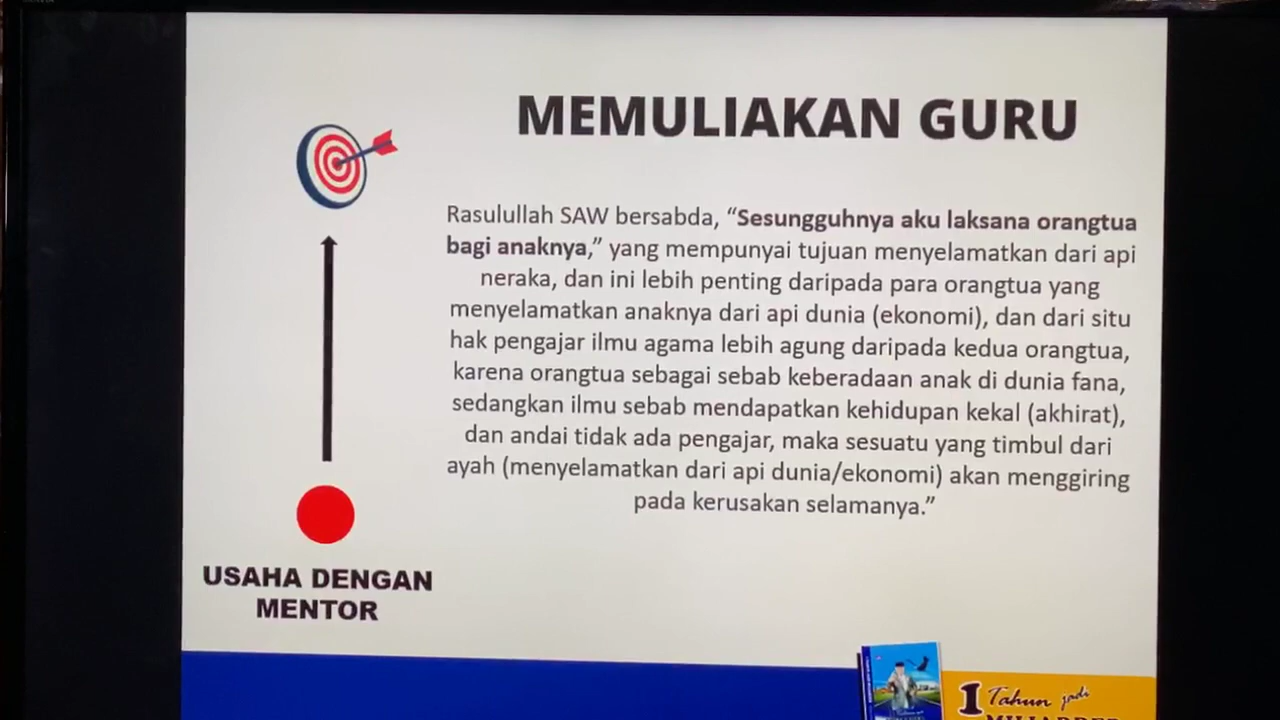 MEMULIAKAN GURU
Rasulullah SAW bersabda, “Sesungguhnya aku laksana orangtua
bagi anaknya,” yang mempunyai tujuan menyelamatkan dari api
neraka, dan ini lebih penting daripada para orangtua yang
menyelamatkan anaknya dari api dunia (ekonomi), dan dari situ
hak pengajar ilmu agama lebih agung daripada kedua orangtua,
karena orangtua sebagai sebab keberadaan anak di dunia fana,
sedangkan ilmu sebab mendapatkan kehidupan kekal (akhirat),
dan andai tidak ada pengajar, maka sesuatu yang timbul dari
ayah (menyelamatkan dari api dunia/ekonomi) akan menggiring
pada kerusakan selamanya.”
USAHA DENGAN
MENTOR
1 Tahun jadi